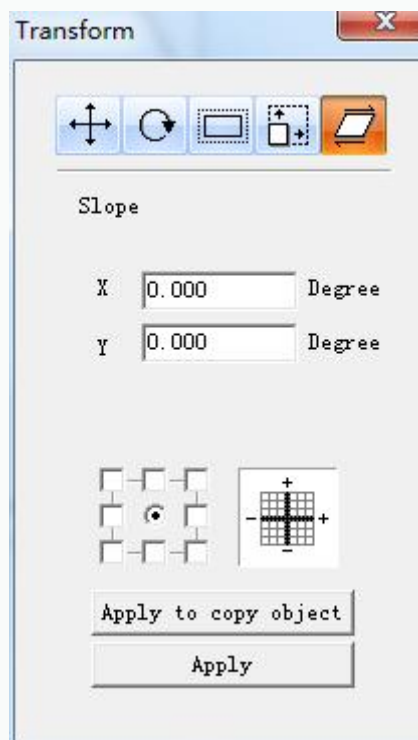 Transform
Slope
X 0.000 Degree
Y 0.000 Degree
+
- +
-
Apply to copy object
Apply